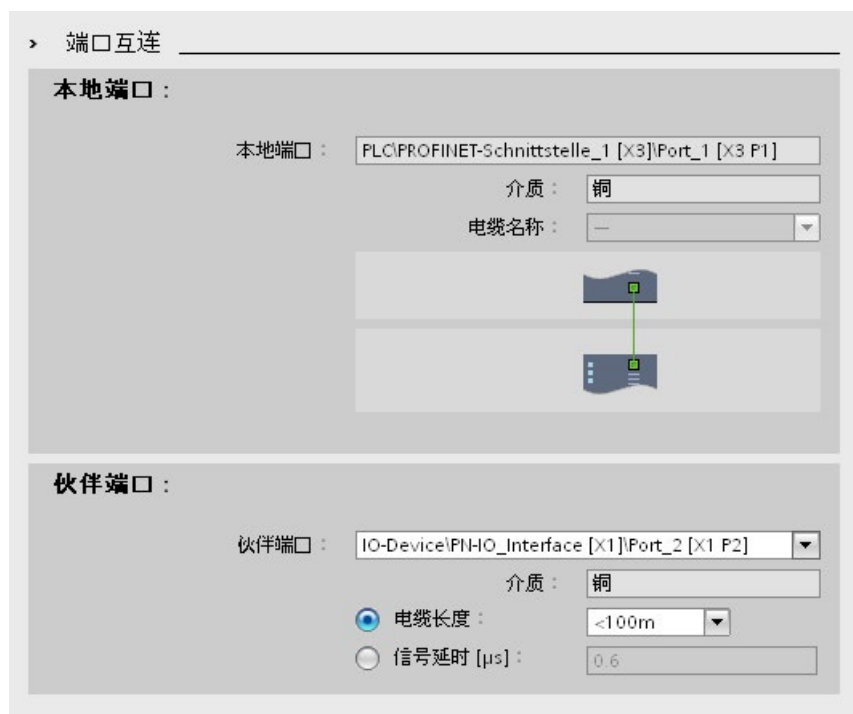 端口互连
本地端口：
本地端口： PLC\PROFINET-Schnittstelle_1 [X3]\Port_1 [X3 P1]
介质： 铜
电缆名称： —
伙伴端口：
伙伴端口： IO-Device\PN-IO_Interface [X1]\Port_2 [X1 P2]
介质： 铜
电缆长度： <100m
信号延时 [µs]： 0.6